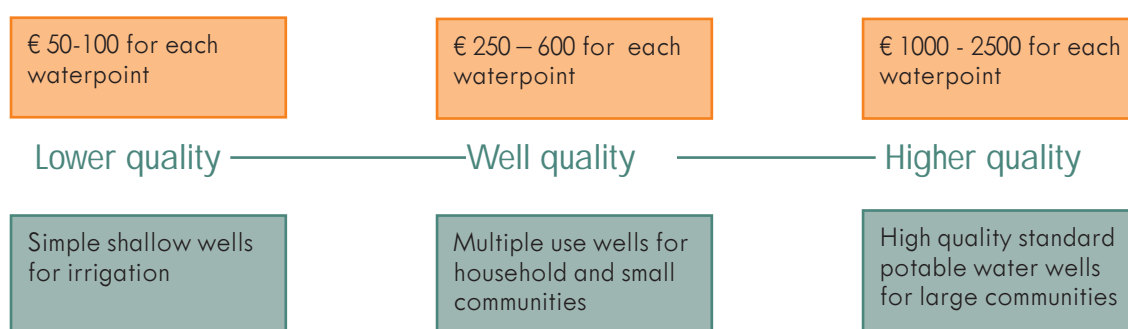 € 50-100 for each
waterpoint
€ 250 – 600 for each
waterpoint
€ 1000 - 2500 for each
waterpoint
Lower quality
Well quality
Higher quality
Simple shallow wells
for irrigation
Multiple use wells for
household and small
communities
High quality standard
potable water wells
for large communities